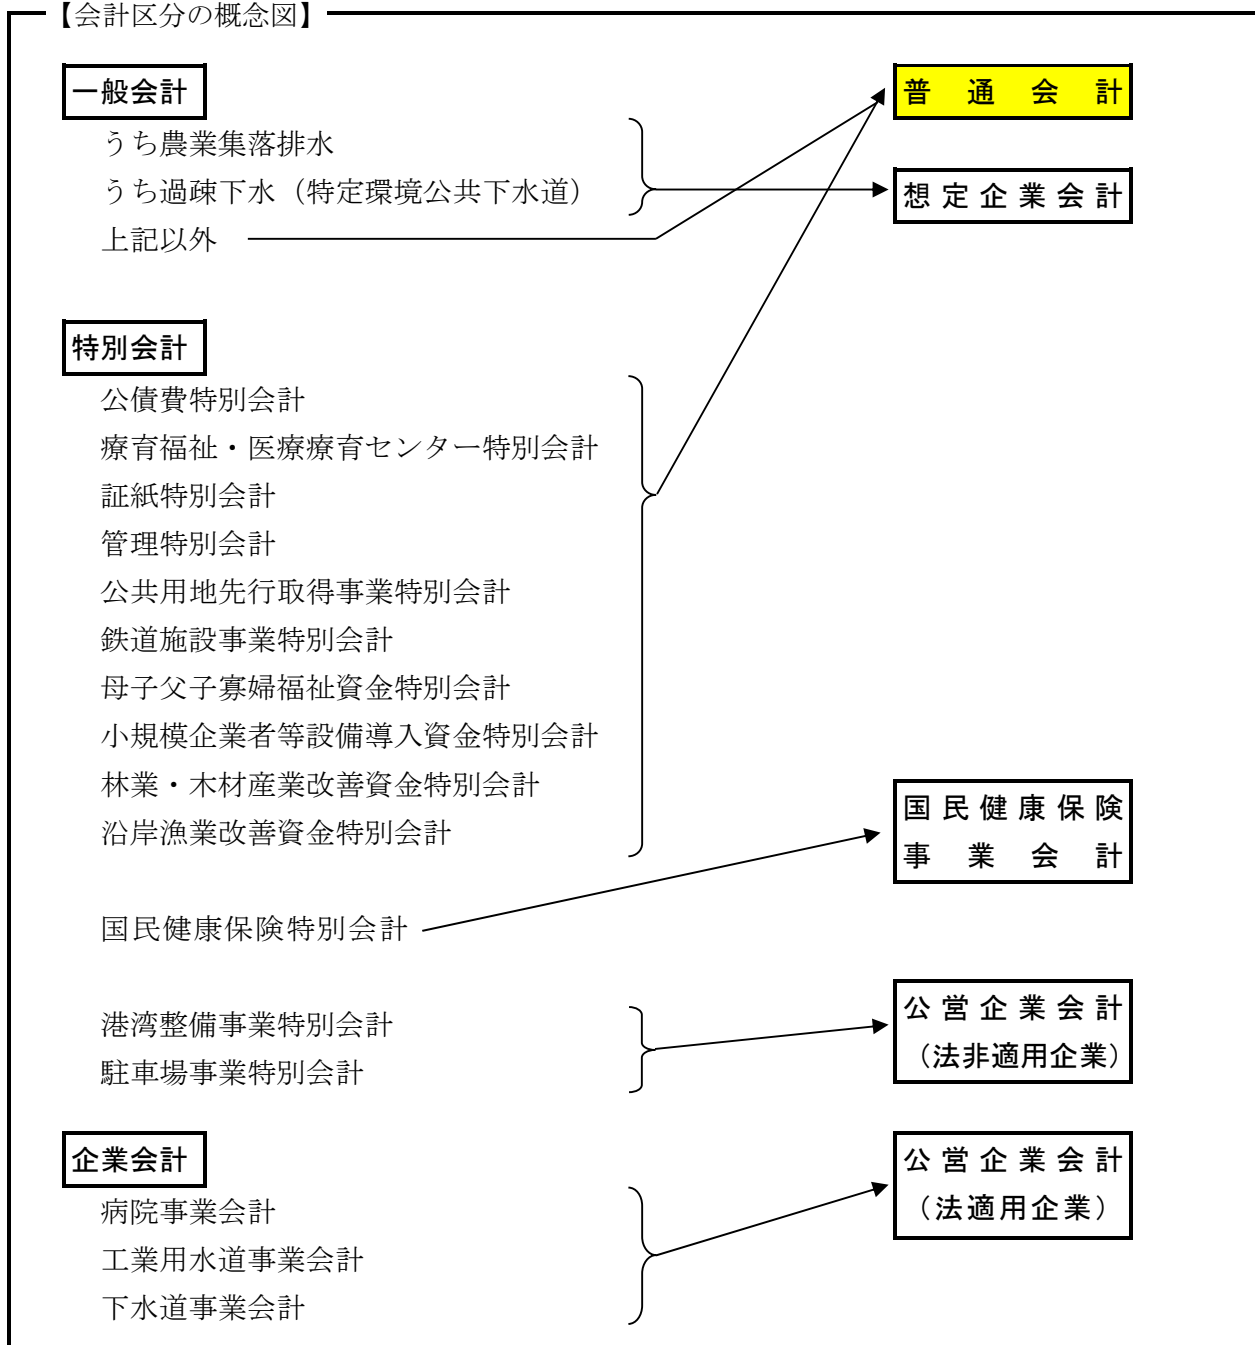 【会計区分の概念図】
一般会計
普通会計
うち農業集落排水
うち過疎下水（特定環境公共下水道）
想定企業会計
上記以外
特別会計
公債費特別会計
療育福祉・医療療育センター特別会計
証紙特別会計
管理特別会計
公共用地先行取得事業特別会計
鉄道施設事業特別会計
母子父子寡婦福祉資金特別会計
小規模企業者等設備導入資金特別会計
林業・木材産業改善資金特別会計
沿岸漁業改善資金特別会計
国民健康保険
事業会計
国民健康保険特別会計
港湾整備事業特別会計
駐車場事業特別会計
公営企業会計
（法非適用企業）
企業会計
病院事業会計
工業用水道事業会計
下水道事業会計
公営企業会計
（法適用企業）